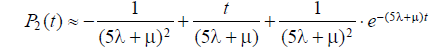 P₂(t) ≈ −1/(5λ+μ)² + t/(5λ+μ) + 1/(5λ+μ)² · e^−(5λ+μ)t